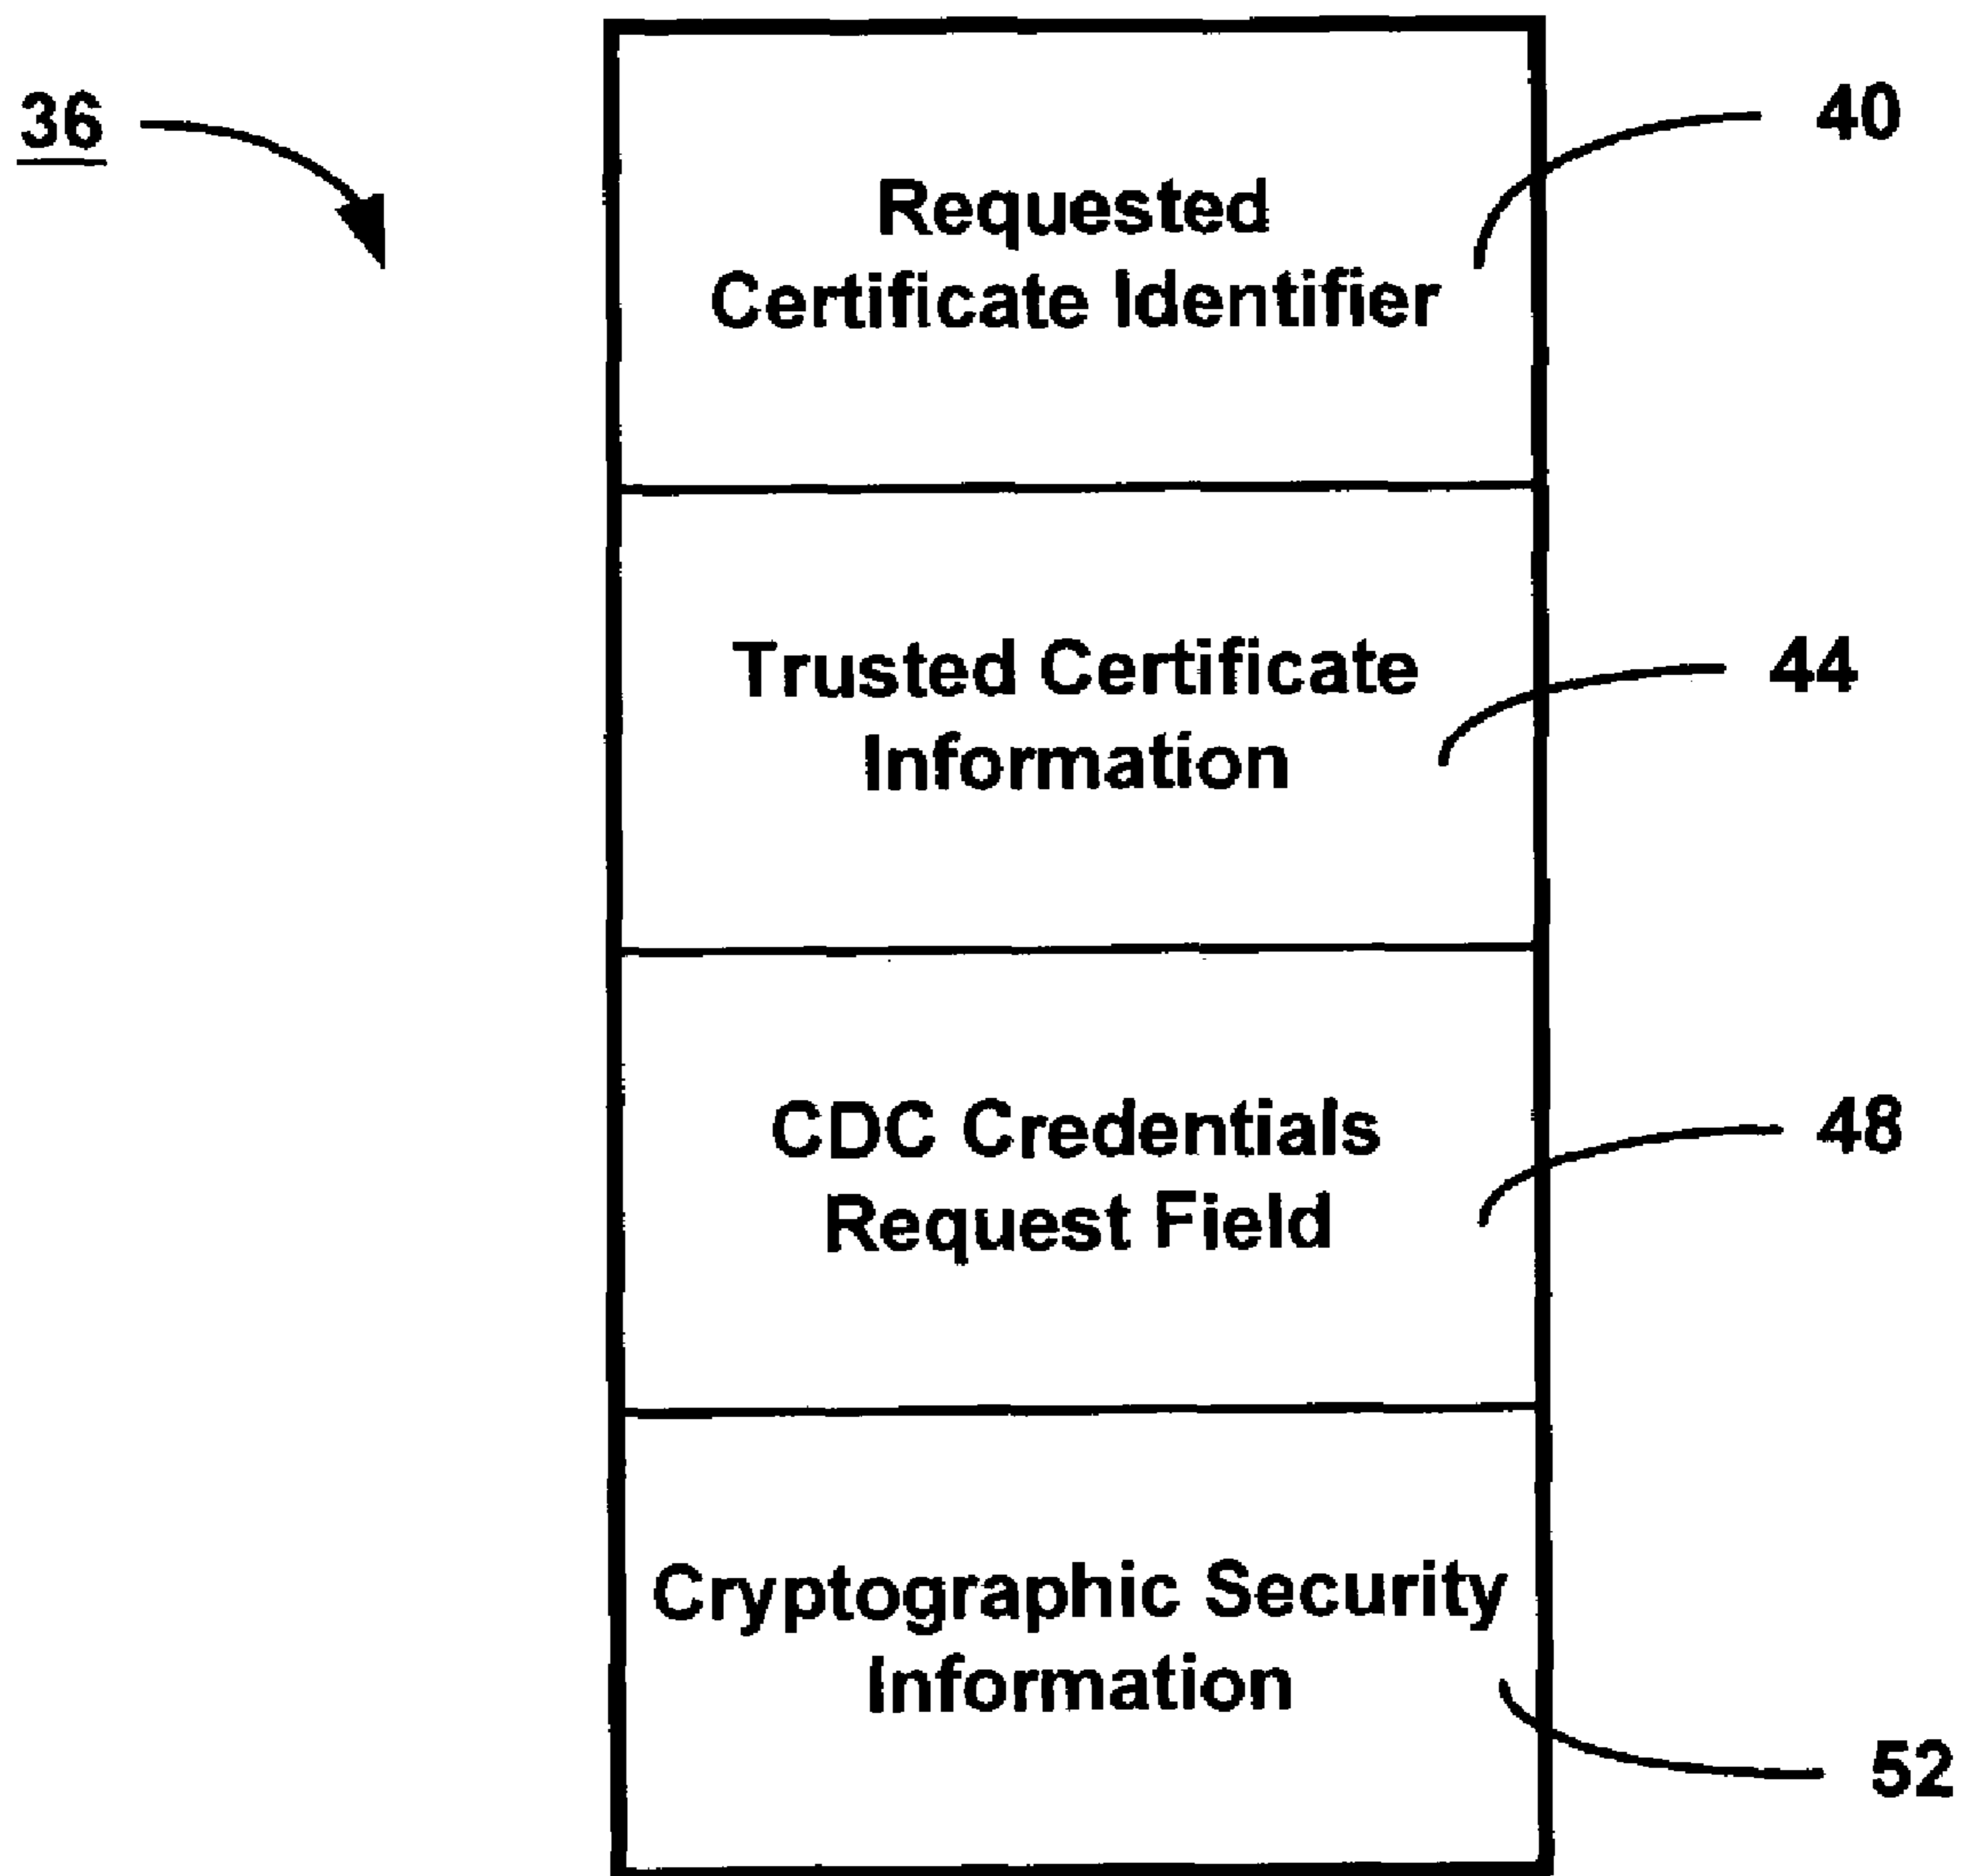 36
40
Requested
Certificate Identifier
Trusted Certificate
Information
44
CDC Credentials
Request Field
48
Cryptographic Security
Information
52